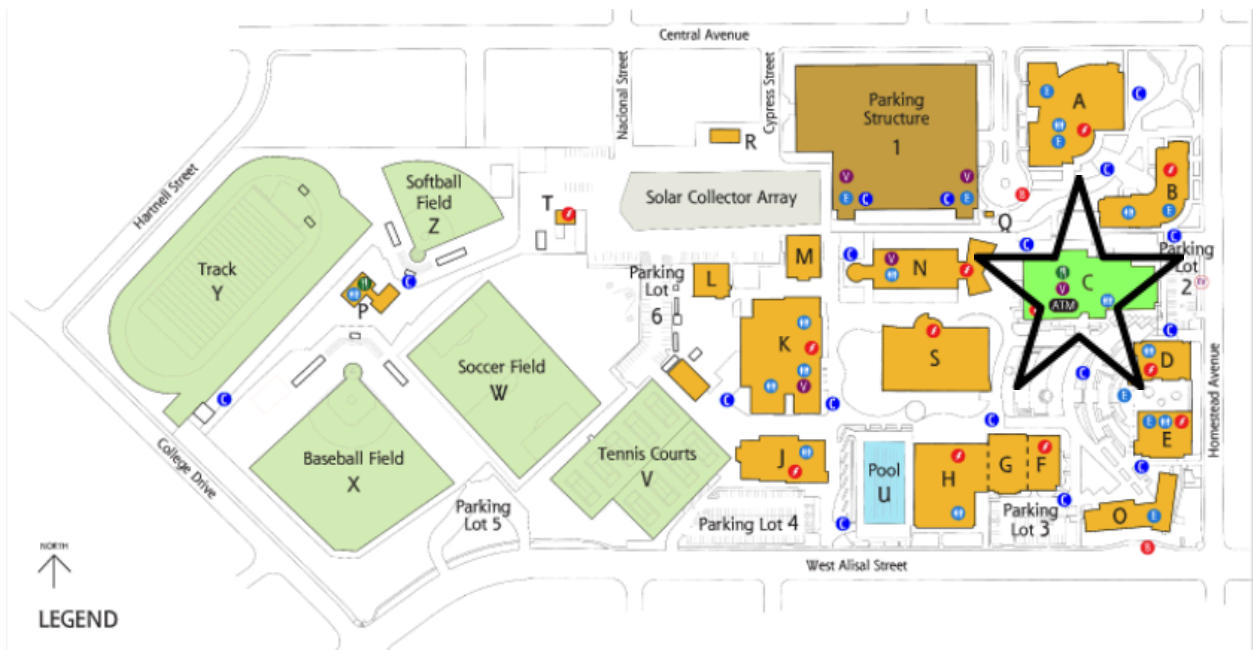 Central Avenue
Nacional Street
Cypress Street
Parking
Structure
1
V
V
E
C
C
E
A
E
E
C
C
R
Solar Collector Array
B
E
C
B
Q
Hartnell Street
Softball
Field
Z
T
Track
Y
P
C
C
Parking
Lot
6
L
M
C
V
N
C
C
V
ATM
Parking
Lot
2
EV
C
Soccer Field
W
K
V
C
C
S
D
C
E
Homestead Avenue
C
E
E
C
College Drive
Baseball Field
X
Tennis Courts
V
J
Pool
U
H
G
F
C
C
O
E
B
Parking
Lot 5
Parking Lot 4
Parking
Lot 3
West Alisal Street
NORTH
LEGEND